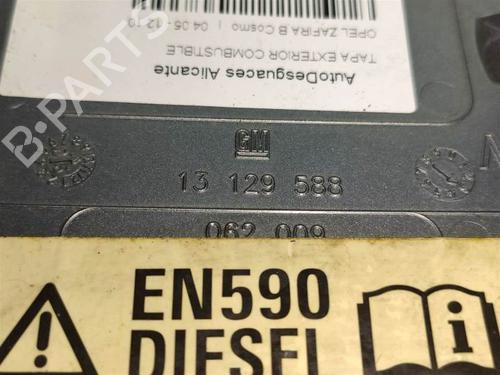 AutoDesguaces Alicante
TAPA EXTERIOR COMBUSTIBLE
OPEL ZAFIRA B Cosmo | 04.05 - 12.10
B-PARTS
GM
13 129 588
062 009
EN590
DIESEL
i